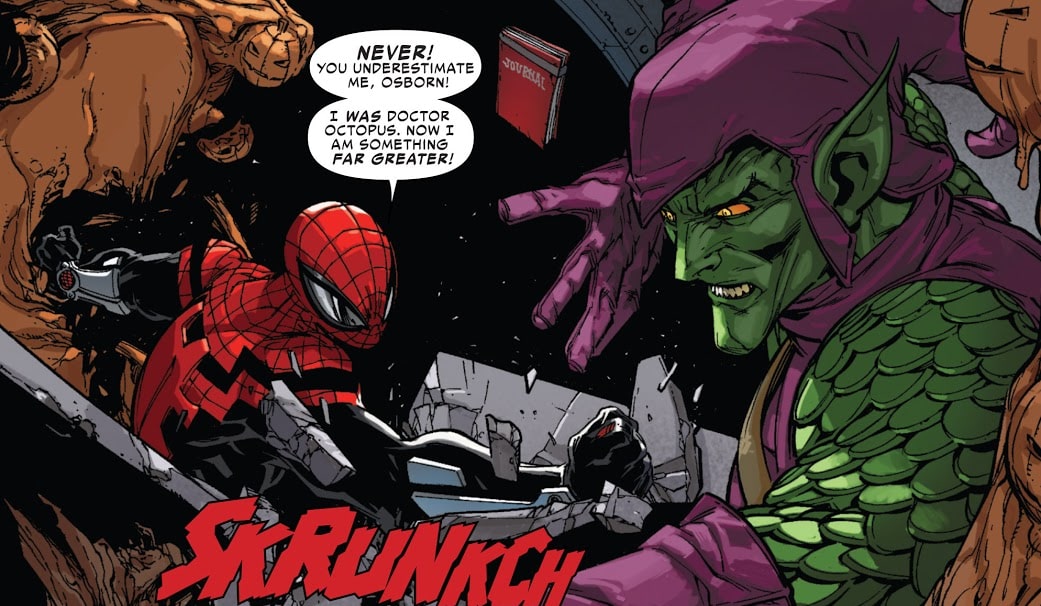 NEVER!
YOU UNDERESTIMATE
ME, OSBORN!
I WAS DOCTOR
OCTOPUS. NOW I
AM SOMETHING
FAR GREATER!
JOURNAL
SKRUNKCH